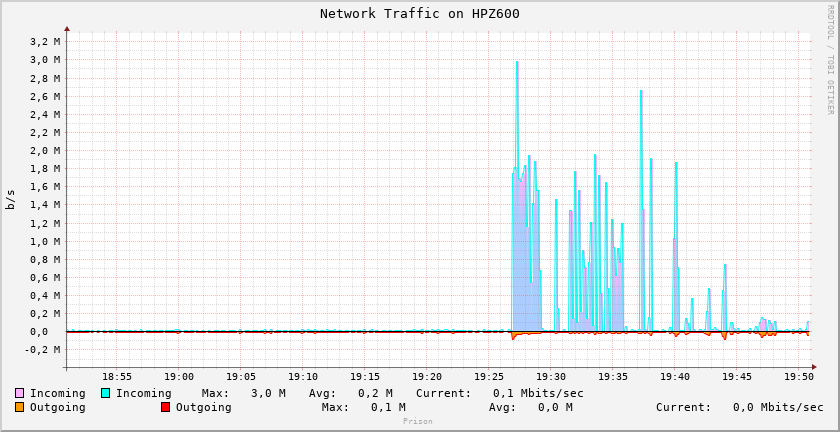 Network Traffic on HPZ600
RRDTOOL / TOBI OETIKER
b/s
3,2 M
3,0 M
2,8 M
2,6 M
2,4 M
2,2 M
2,0 M
1,8 M
1,6 M
1,4 M
1,2 M
1,0 M
0,8 M
0,6 M
0,4 M
0,2 M
0,0
-0,2 M
18:55 19:00 19:05 19:10 19:15 19:20 19:25 19:30 19:35 19:40 19:45 19:50
Incoming Incoming Max: 3,0 M Avg: 0,2 M Current: 0,1 Mbits/sec
Outgoing Outgoing Max: 0,1 M Avg: 0,0 M Current: 0,0 Mbits/sec
Prison